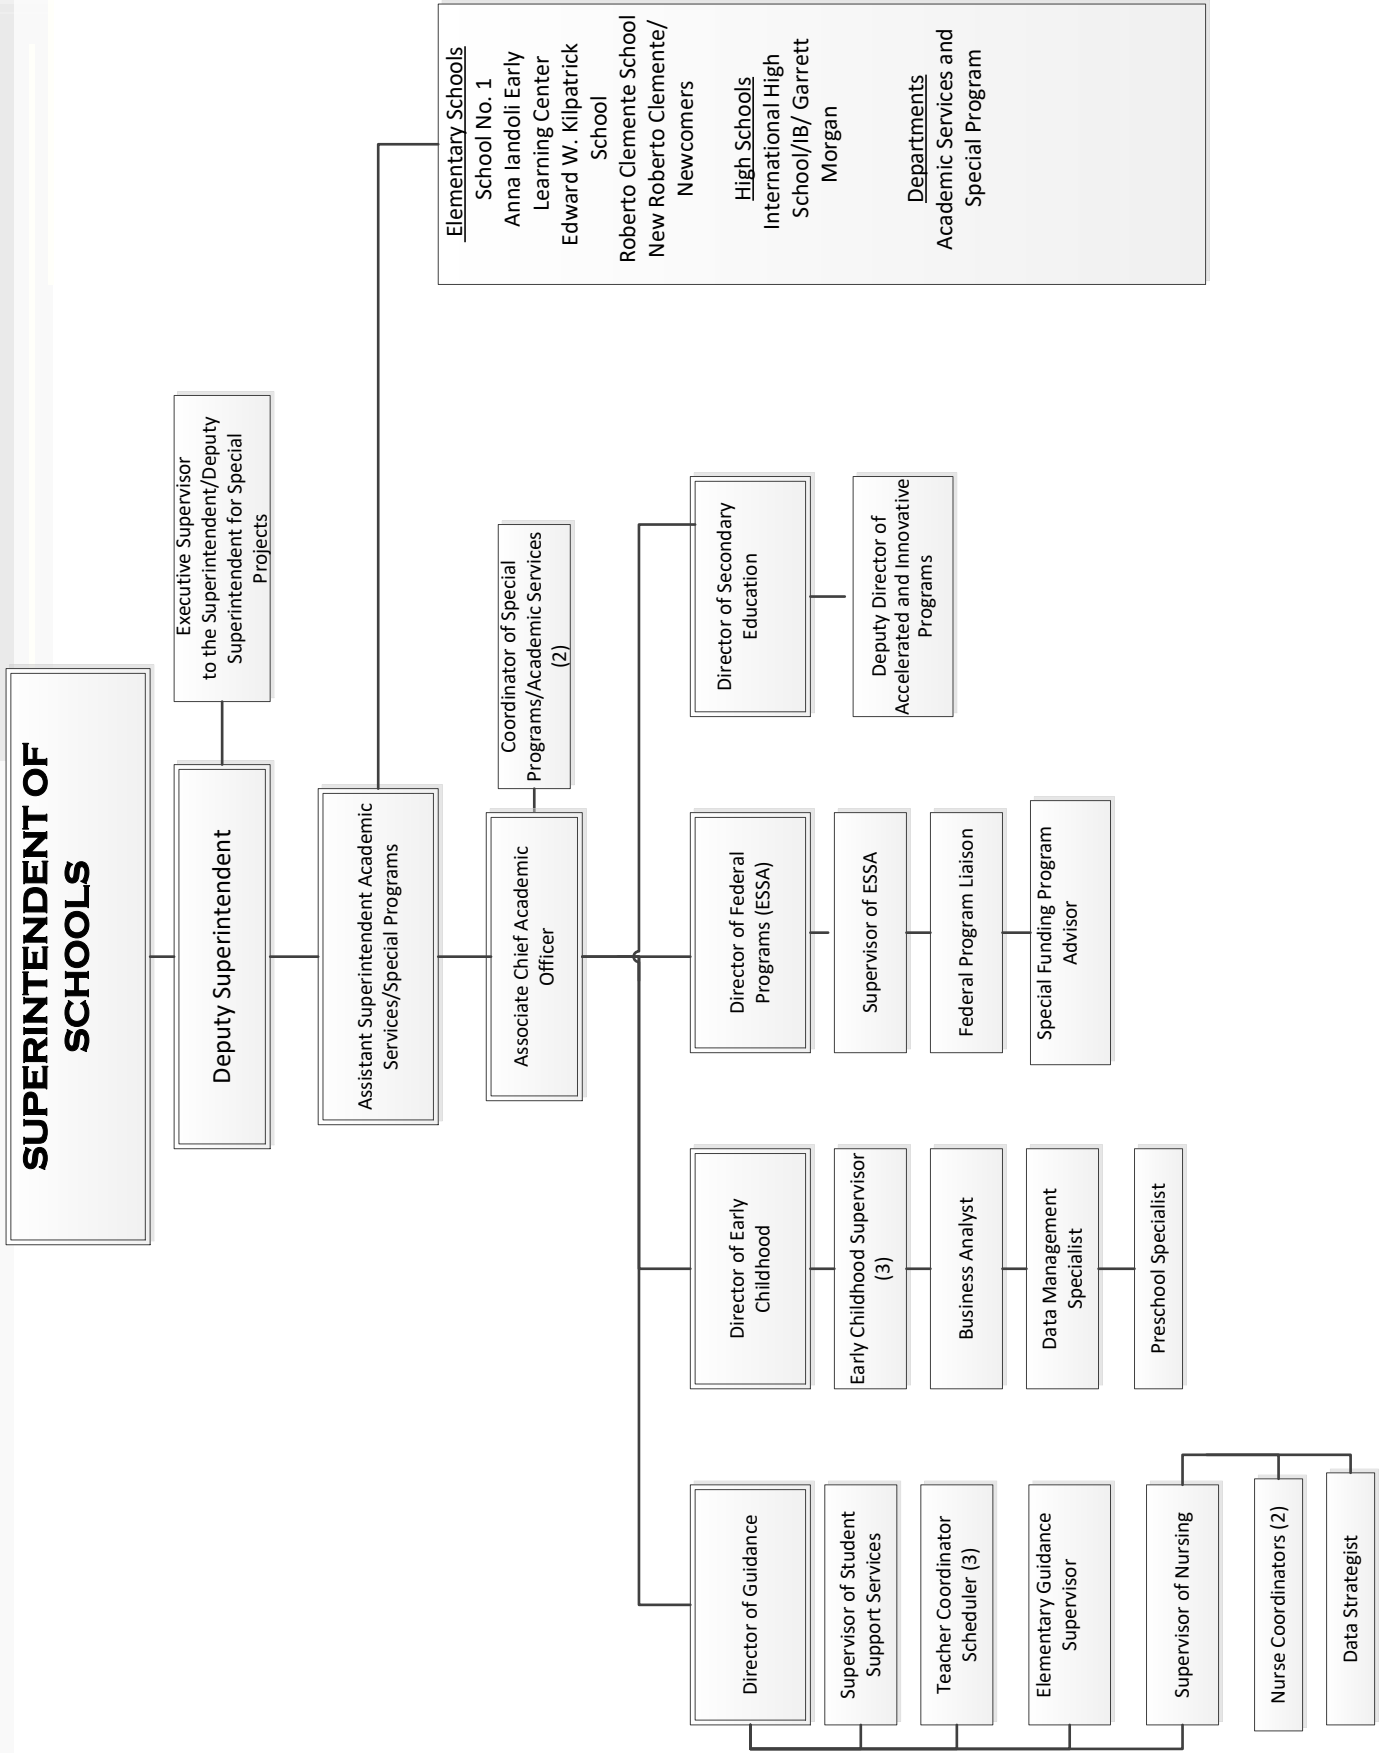 SUPERINTENDENT OF
SCHOOLS
Deputy Superintendent
Executive Supervisor
to the Superintendent/Deputy
Superintendent for Special
Projects
Assistant Superintendent Academic
Services/Special Programs
Elementary Schools
School No. 1
Anna Iandoli Early
Learning Center
Edward W. Kilpatrick
School
Roberto Clemente School
New Roberto Clemente/
Newcomers
High Schools
International High
School/IB/ Garrett
Morgan
Departments
Academic Services and
Special Program
Associate Chief Academic
Officer
Coordinator of Special
Programs/Academic Services
(2)
Director of Guidance
Supervisor of Student
Support Services
Teacher Coordinator
Scheduler (3)
Elementary Guidance
Supervisor
Supervisor of Nursing
Nurse Coordinators (2)
Data Strategist
Director of Early
Childhood
Early Childhood Supervisor
(3)
Business Analyst
Data Management
Specialist
Preschool Specialist
Director of Federal
Programs (ESSA)
Supervisor of ESSA
Federal Program Liaison
Special Funding Program
Advisor
Director of Secondary
Education
Deputy Director of
Accelerated and Innovative
Programs